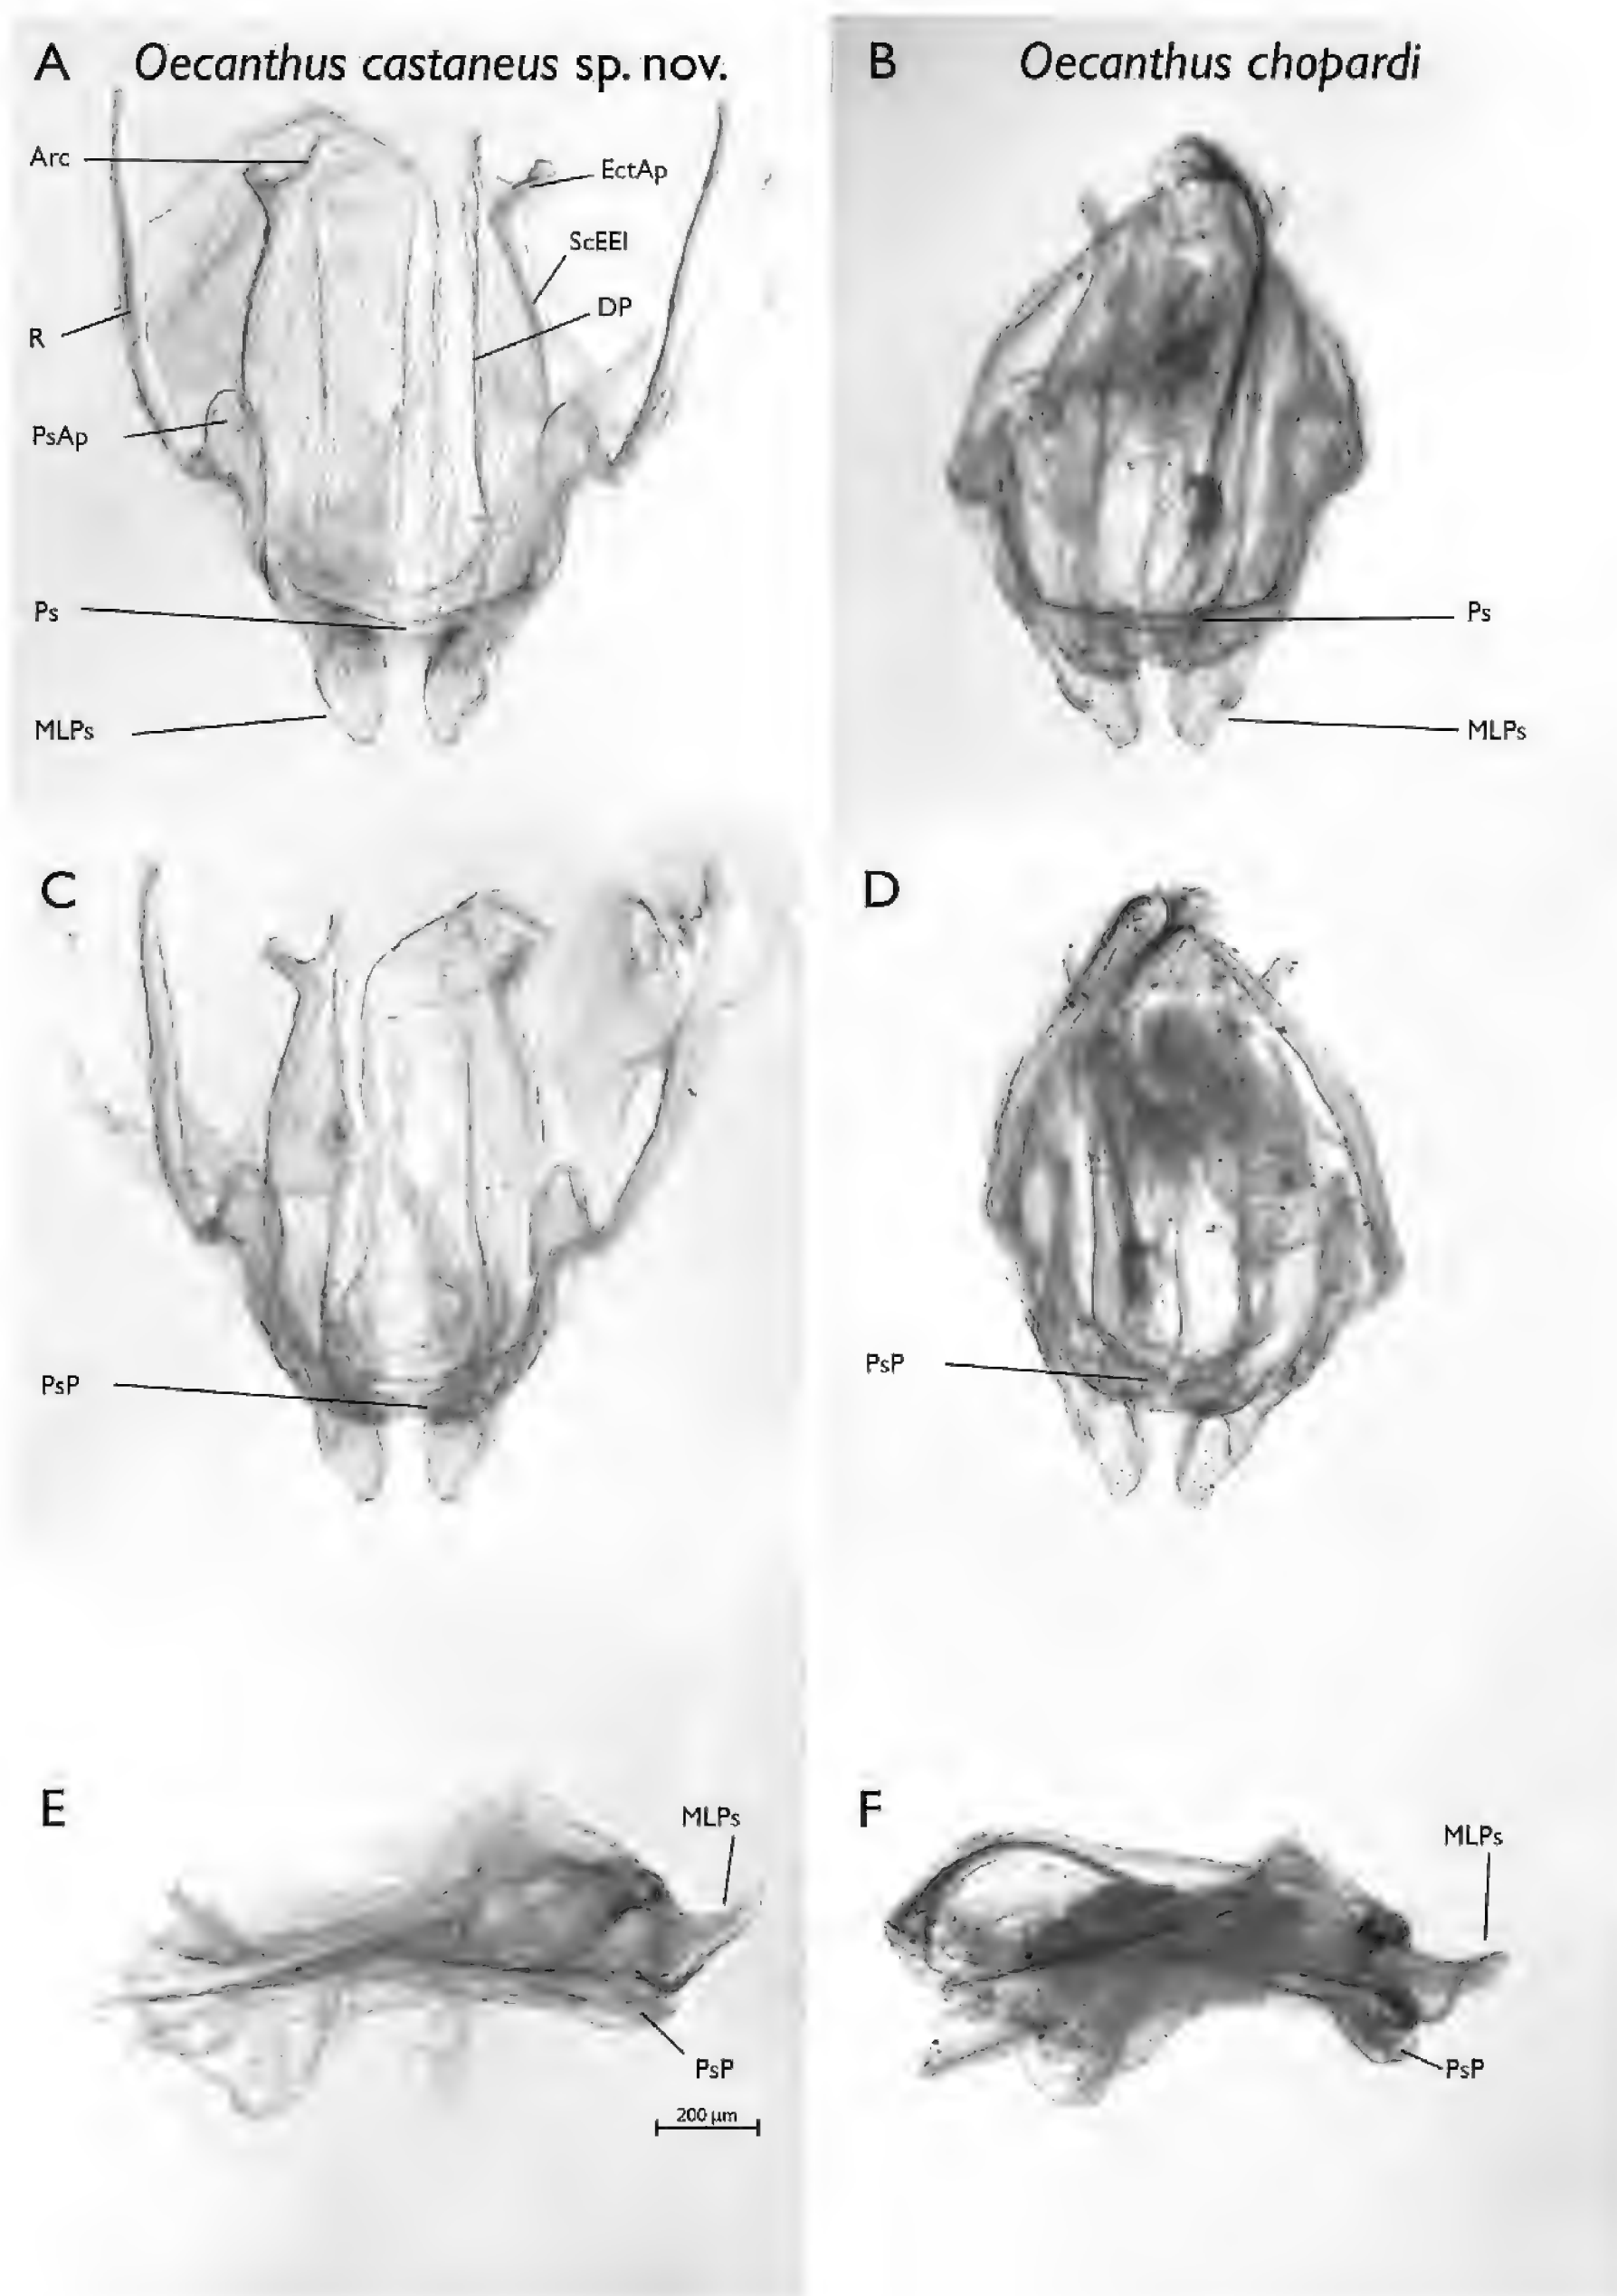 A Oecanthus castaneus sp. nov.
B Oecanthus chopardi
Arc
EctAp
ScEEl
DP
R
PsAp
Ps
Ps
MLPs
MLPs
C
D
PsP
PsP
E
MLPs
F
MLPs
PsP
PsP
200 µm